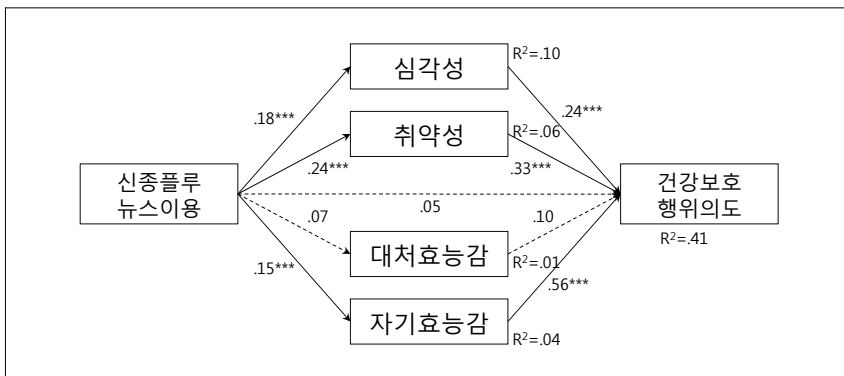 심각성
R²=.10
.18***
.24***
취약성
R²=.06
.24***
.33***
신종플루
뉴스이용
건강보호
행위의도
.05
R²=.41
.07
.10
대처효능감
R²=.01
.15***
.56***
자기효능감
R²=.04